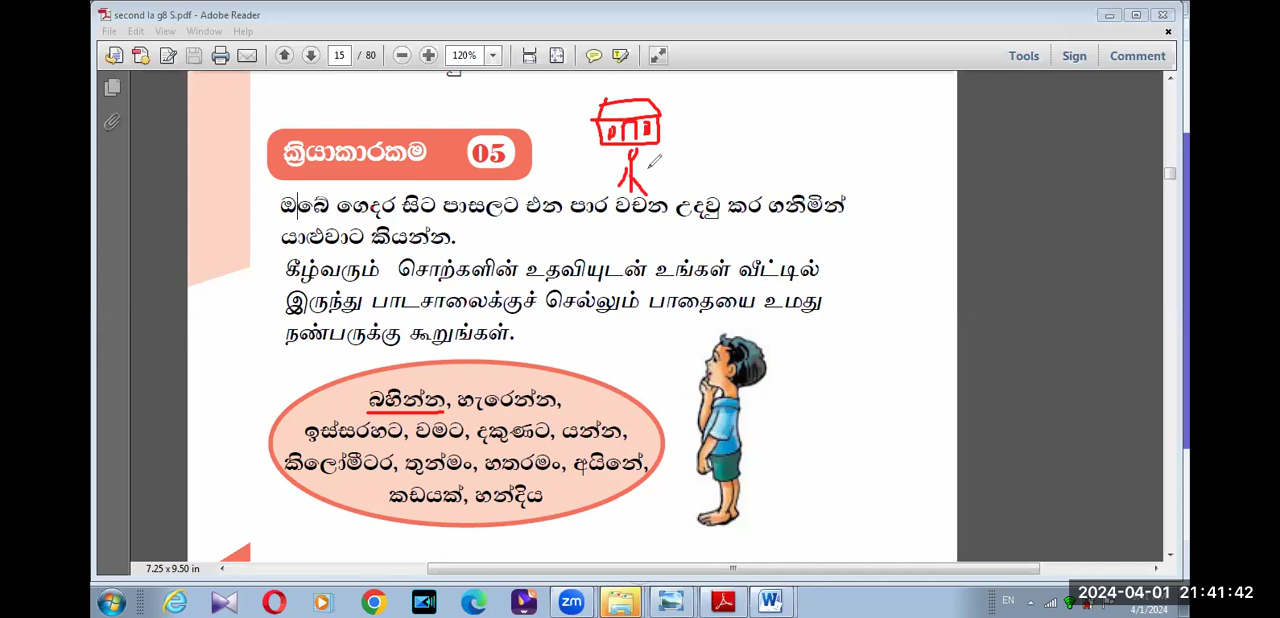 second la g8 S.pdf - Adobe Reader
File Edit View Window Help
15 / 80 120% Tools Sign Comment
ක්‍රියාකාරකම 05
ඔබේ ගෙදර සිට පාසලට එන පාර වචන උදවු කර ගනිමින්
යාළුවාට කියන්න.
கீழ்வரும் சொற்களின் உதவியுடன் உங்கள் வீட்டில்
இருந்து பாடசாலைக்குச் செல்லும் பாதையை உமது
நண்பருக்கு கூறுங்கள்.
බහින්න, හැරෙන්න,
ඉස්සරහට, වමට, දකුණට, යන්න,
කිලෝමීටර, තුන්මං, හතරමං, අයිනේ,
කඩයක්, හන්දිය
7.25 x 9.50 in
zm W EN
2024-04-01 21:41:42
4/1/2024